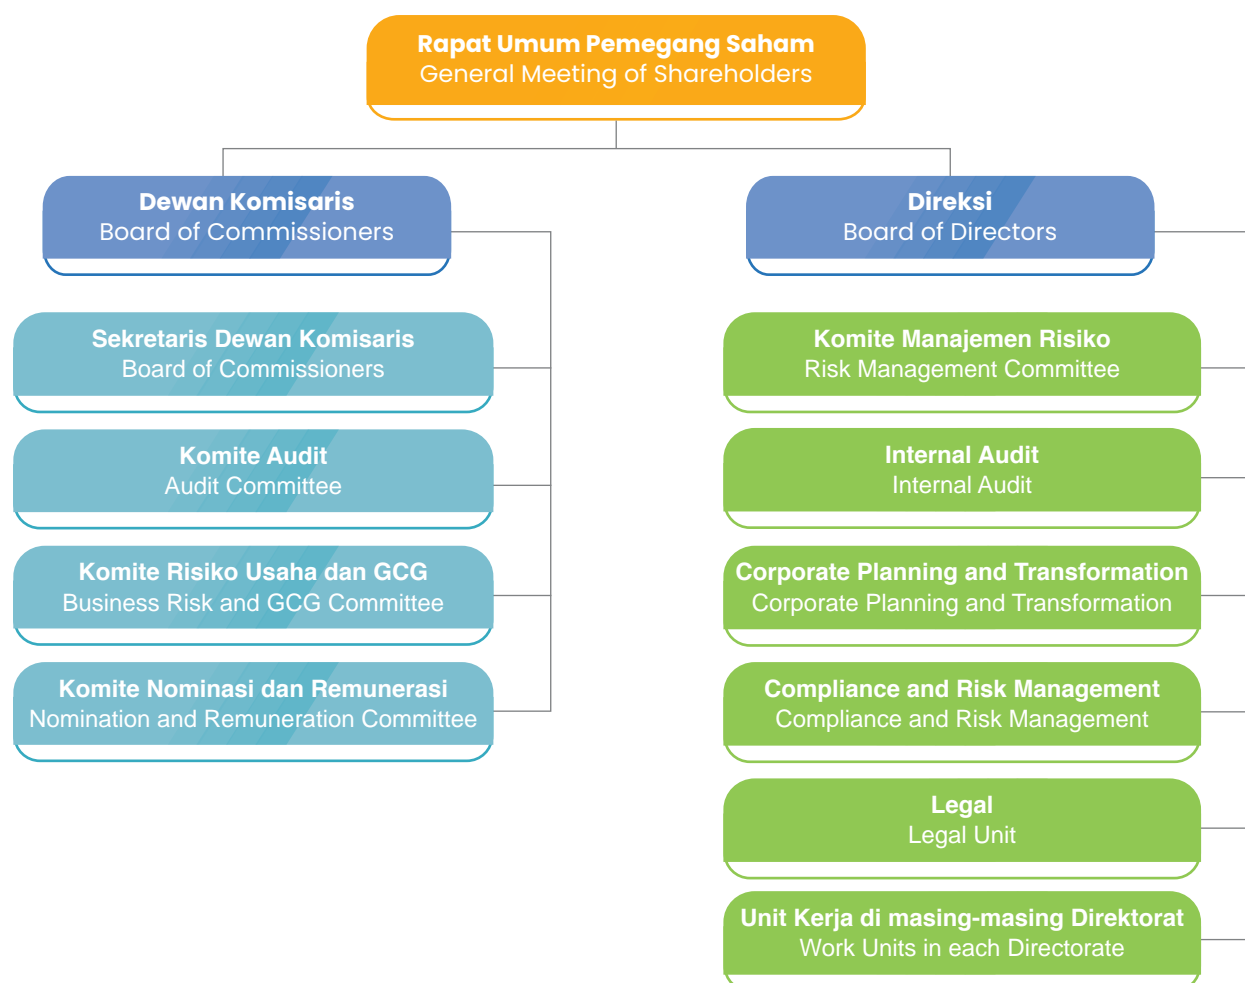 Rapat Umum Pemegang Saham
General Meeting of Shareholders
Dewan Komisaris
Board of Commissioners
Sekretaris Dewan Komisaris
Board of Commissioners
Komite Audit
Audit Committee
Komite Risiko Usaha dan GCG
Business Risk and GCG Committee
Komite Nominasi dan Remunerasi
Nomination and Remuneration Committee
Direksi
Board of Directors
Komite Manajemen Risiko
Risk Management Committee
Internal Audit
Internal Audit
Corporate Planning and Transformation
Corporate Planning and Transformation
Compliance and Risk Management
Compliance and Risk Management
Legal
Legal Unit
Unit Kerja di masing-masing Direktorat
Work Units in each Directorate